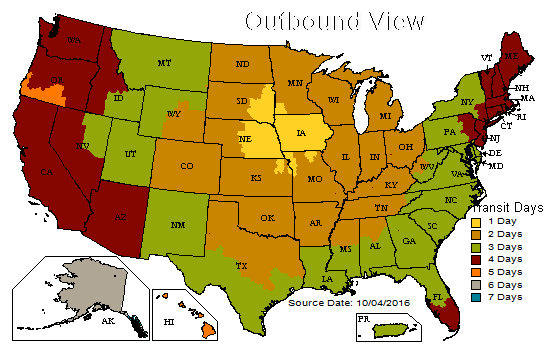 Outbound View
WA
MT
ND
MN
VT
ME
OR
ID
SD
WI
MI
NY
NH
MA
RI
CT
WY
NE
IA
PA
NJ
NV
UT
CO
IL
IN
OH
DE
MD
CA
KS
MO
KY
WV
VA
NC
AZ
NM
OK
AR
TN
SC
TX
LA
MS
AL
GA
FL
AK
HI
PR
Transit Days
1 Day
2 Days
3 Days
4 Days
5 Days
6 Days
7 Days
Source Date: 10/04/2016